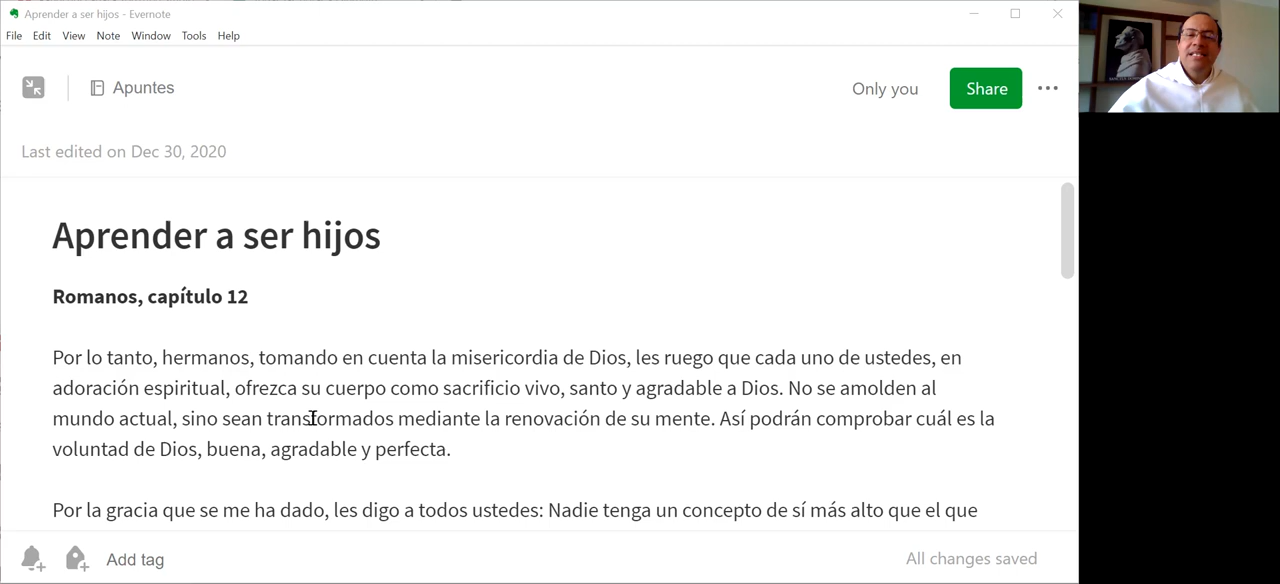 Aprender a ser hijos - Evernote
File Edit View Note Window Tools Help
Apuntes
Only you
Share
Last edited on Dec 30, 2020
Aprender a ser hijos
Romanos, capítulo 12
Por lo tanto, hermanos, tomando en cuenta la misericordia de Dios, les ruego que cada uno de ustedes, en
adoración espiritual, ofrezca su cuerpo como sacrificio vivo, santo y agradable a Dios. No se amolden al
mundo actual, sino sean transformados mediante la renovación de su mente. Así podrán comprobar cuál es la
voluntad de Dios, buena, agradable y perfecta.
Por la gracia que se me ha dado, les digo a todos ustedes: Nadie tenga un concepto de sí más alto que el que
Add tag
All changes saved